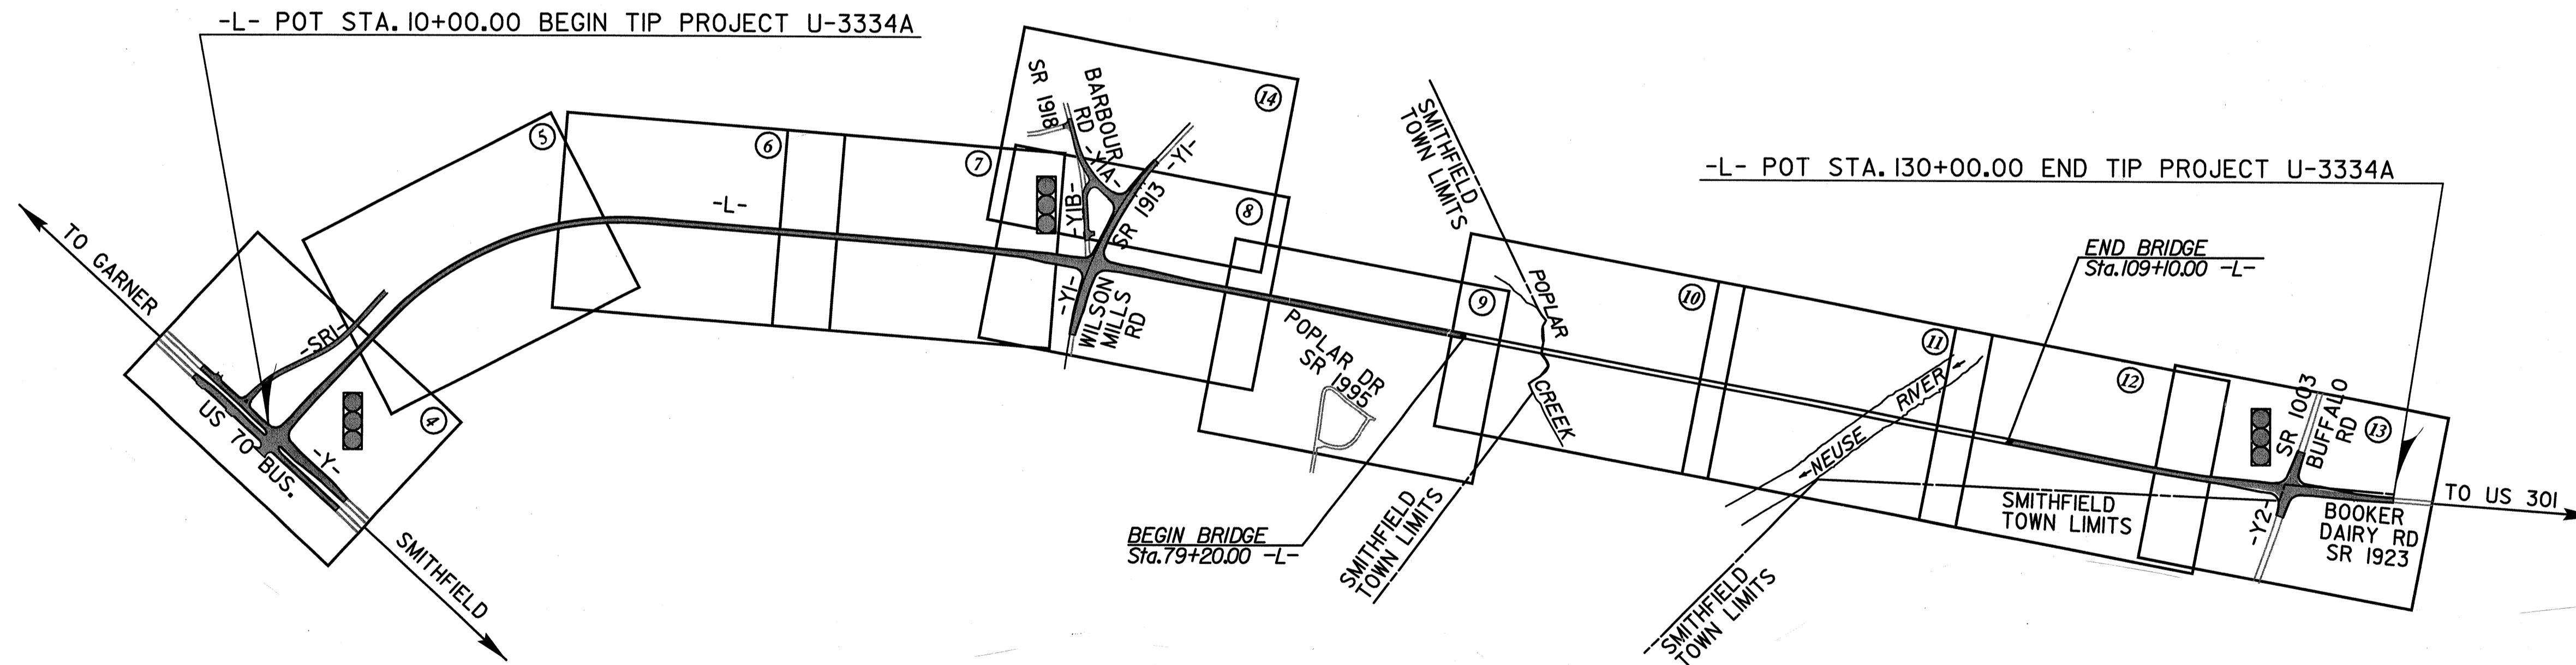 -L- POT STA. 10+00.00 BEGIN TIP PROJECT U-3334A
TO GARNER
-SR1-
US 70 BUS.
-Y-
4
SMITHFIELD
5
6
-L-
7
14
SR 1918
BARBOUR
RD
-Y1A-
-Y1-
-Y1B-
SR 1913
8
-Y1-
WILSON
MILLS
RD
SMITHFIELD
TOWN LIMITS
POPLAR
CREEK
9
POPLAR DR
SR 1995
BEGIN BRIDGE
Sta.79+20.00 -L-
SMITHFIELD
TOWN LIMITS
10
11
NEUSE
RIVER
SMITHFIELD
TOWN LIMITS
-L- POT STA. 130+00.00 END TIP PROJECT U-3334A
END BRIDGE
Sta.109+10.00 -L-
12
SMITHFIELD
TOWN LIMITS
SR 1003
BUFFALO
RD
13
-Y2-
BOOKER
DAIRY RD
SR 1923
TO US 301